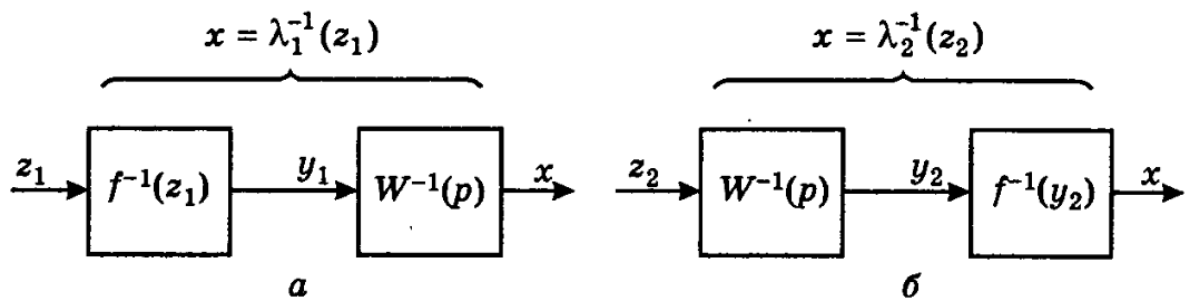 x = λ₁⁻¹(z₁) x = λ₂⁻¹(z₂)
z₁ f⁻¹(z₁) y₁ W⁻¹(p) x z₂ W⁻¹(p) y₂ f⁻¹(y₂) x
а б